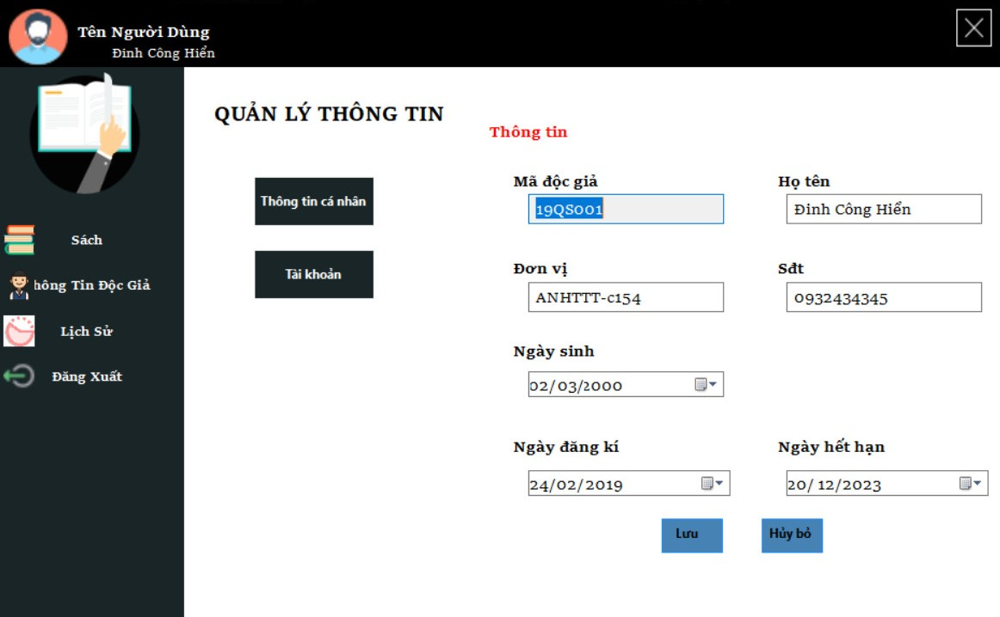 Tên Người Dùng
Đinh Công Hiển
QUẢN LÝ THÔNG TIN
Thông tin
Thông tin cá nhân
Tài khoản
Sách
hông Tin Độc Giả
Lịch Sử
Đăng Xuất
Mã độc giả
19QS001
Họ tên
Đinh Công Hiển
Đơn vị
ANHTTT-c154
Sđt
0932434345
Ngày sinh
02/03/2000
Ngày đăng kí
24/02/2019
Ngày hết hạn
20/12/2023
Lưu
Hủy bỏ